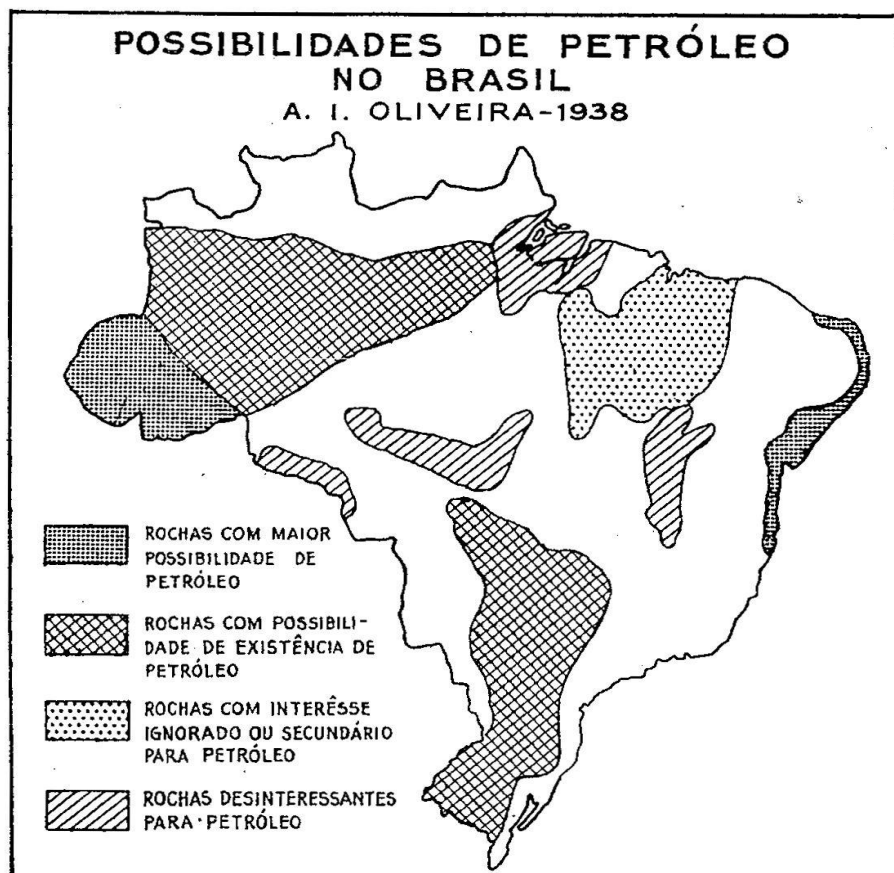 POSSIBILIDADES DE PETRÓLEO
NO BRASIL
A. I. OLIVEIRA-1938
ROCHAS COM MAIOR
POSSIBILIDADE DE
PETRÓLEO
ROCHAS COM POSSIBILI-
DADE DE EXISTÊNCIA DE
PETRÓLEO
ROCHAS COM INTERÊSSE
IGNORADO OU SECUNDÁRIO
PARA PETRÓLEO
ROCHAS DESINTERESSANTES
PARA·PETRÓLEO